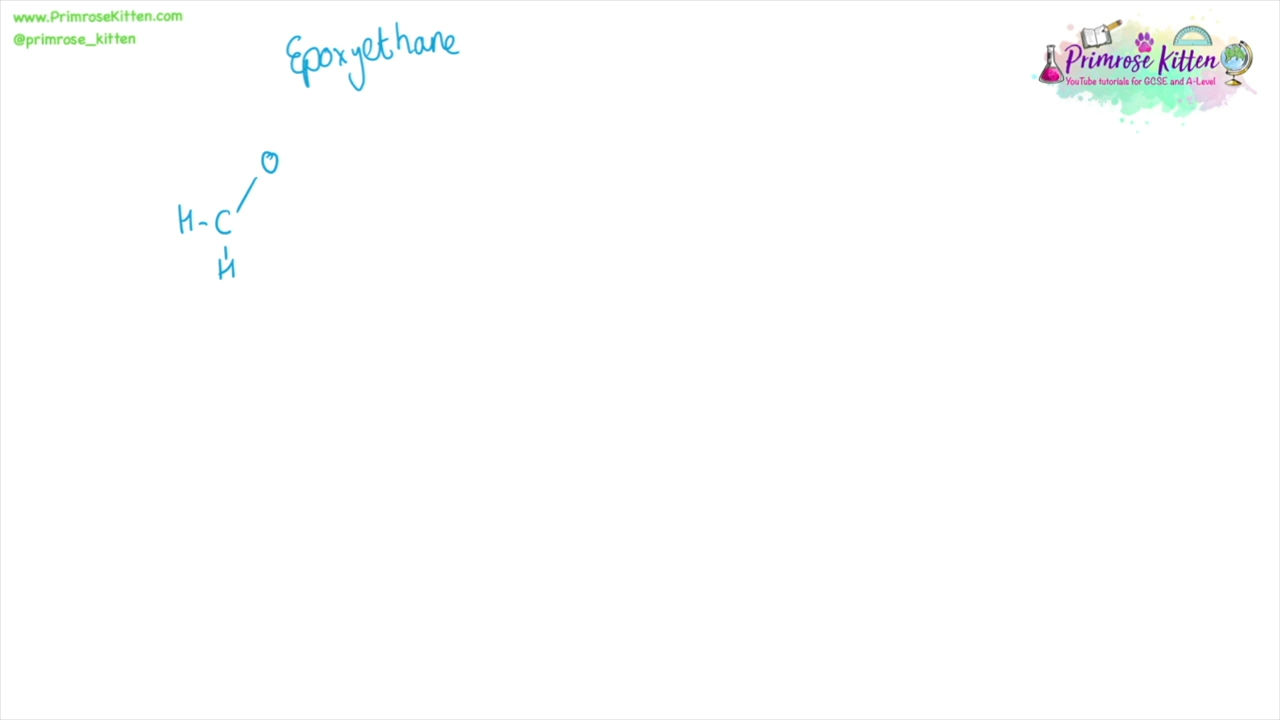 www.PrimroseKitten.com
@primrose_kitten
Epoxyethane
Primrose Kitten
YouTube tutorials for GCSE and A-Level
O
H-C
H